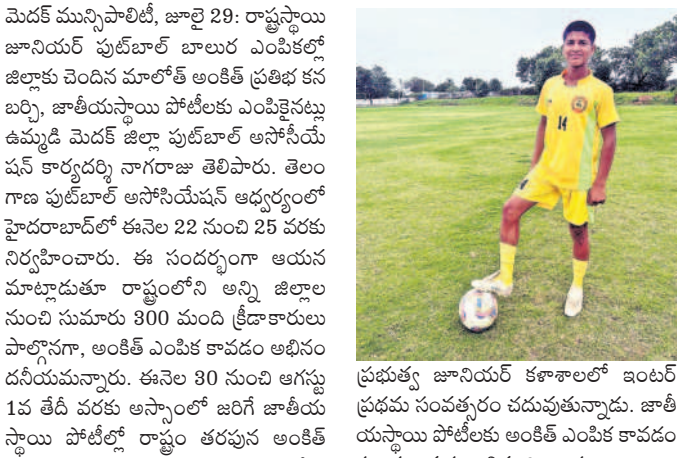 మెదక్ మున్సిపాలిటీ, జూలై 29: రాష్ట్రస్థాయి
జూనియర్ ఫుట్‌బాల్ బాలుర ఎంపికల్లో
జిల్లాకు చెందిన మాలోత్ అంకిత్ ప్రతిభ కన
బర్చి, జాతీయస్థాయి పోటీలకు ఎంపికైనట్లు
ఉమ్మడి మెదక్ జిల్లా ఫుట్‌బాల్ అసోసియే
షన్ కార్యదర్శి నాగరాజు తెలిపారు. తెలం
గాణ ఫుట్‌బాల్ అసోసియేషన్ ఆధ్వర్యంలో
హైదరాబాద్‌లో ఈనెల 22 నుంచి 25 వరకు
నిర్వహించారు. ఈ సందర్భంగా ఆయన
మాట్లాడుతూ రాష్ట్రంలోని అన్ని జిల్లాల
నుంచి సుమారు 300 మంది క్రీడాకారులు
పాల్గొనగా, అంకిత్ ఎంపిక కావడం అభినం
దనీయమన్నారు. ఈనెల 30 నుంచి ఆగస్టు
1వ తేదీ వరకు అస్సాంలో జరిగే జాతీయ
స్థాయి పోటీల్లో రాష్ట్రం తరపున అంకిత్
14
ప్రభుత్వ జూనియర్ కళాశాలలో ఇంటర్
ప్రథమ సంవత్సరం చదువుతున్నాడు. జాతీ
యస్థాయి పోటీలకు అంకిత్ ఎంపిక కావడం